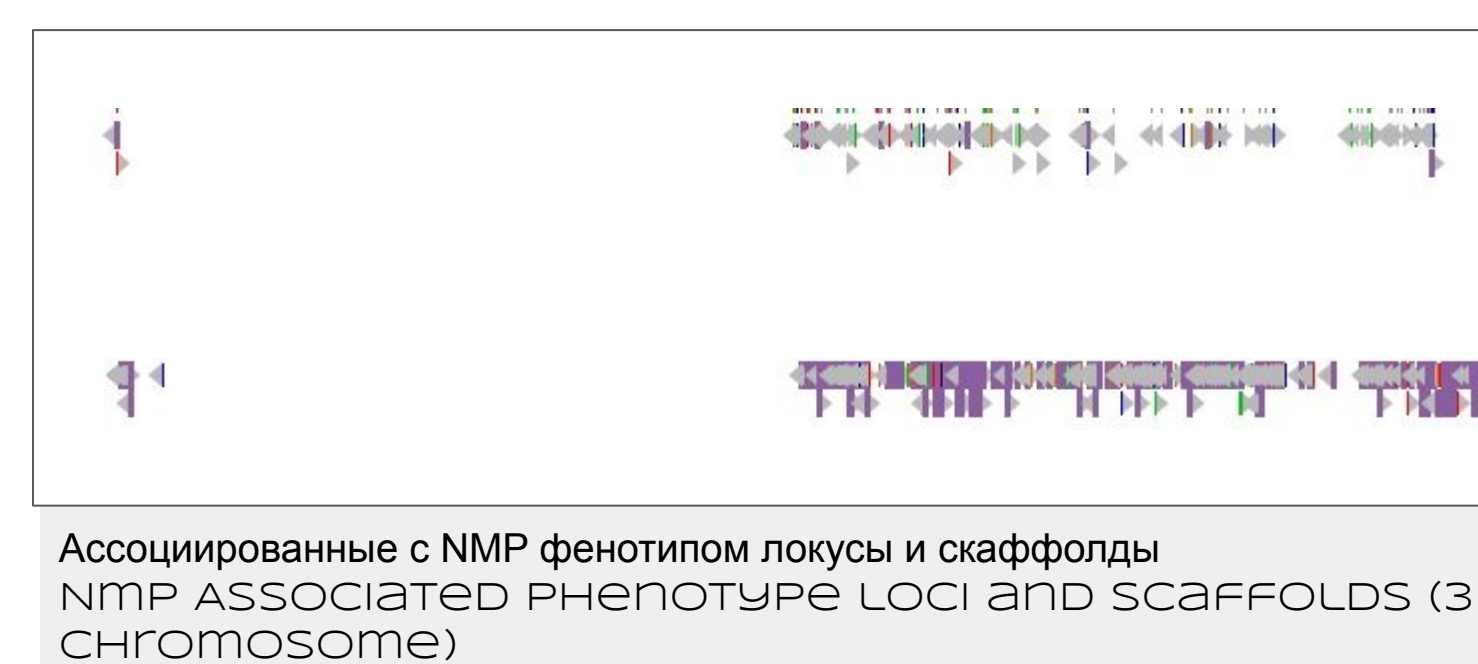 Ассоциированные с NMP фенотипом локусы и скаффолды
NMP ASSOCIATED PHENOTYPE LOCI AND SCAFFOLDS (3
CHROMOSOME)